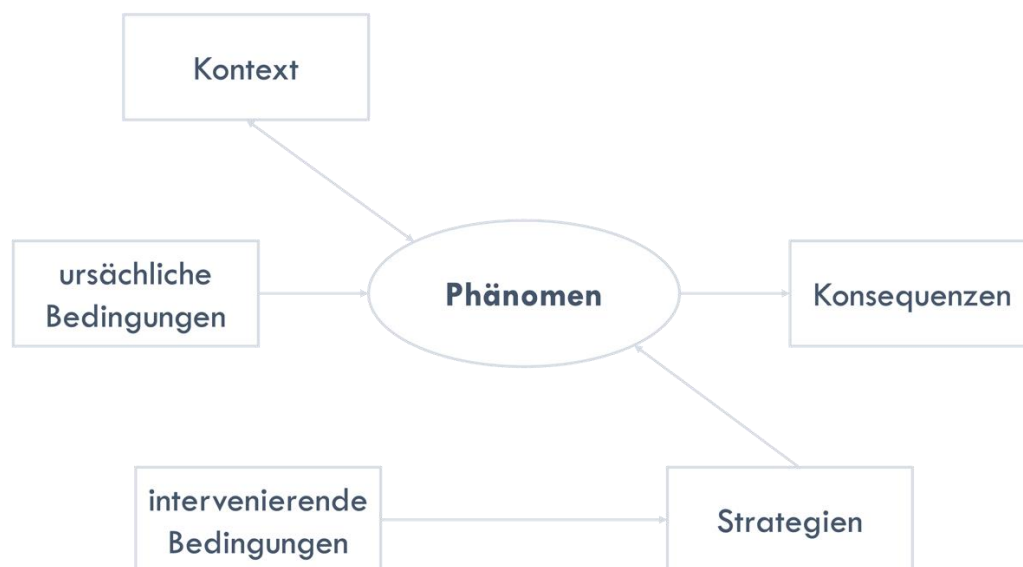 Kontext
ursächliche
Bedingungen
Phänomen
Konsequenzen
intervenierende
Bedingungen
Strategien